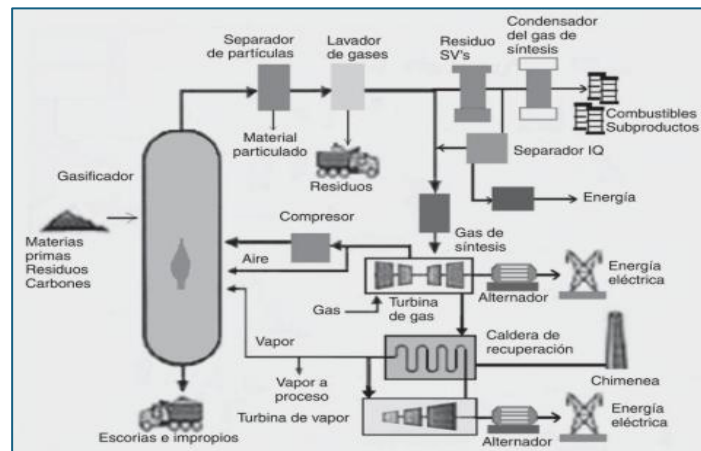 Separador
de partículas
Lavador
de gases
Residuo
SV's
Condensador
del gas de
síntesis
Material
particulado
Residuos
Combustibles
Subproductos
Separador IQ
Energía
Gasificador
Materias
primas
Residuos
Carbones
Compresor
Aire
Gas de
síntesis
Gas
Turbina
de gas
Alternador
Energía
eléctrica
Vapor
Vapor a
proceso
Caldera de
recuperación
Chimenea
Turbina de vapor
Alternador
Energía
eléctrica
Escorias e impropios